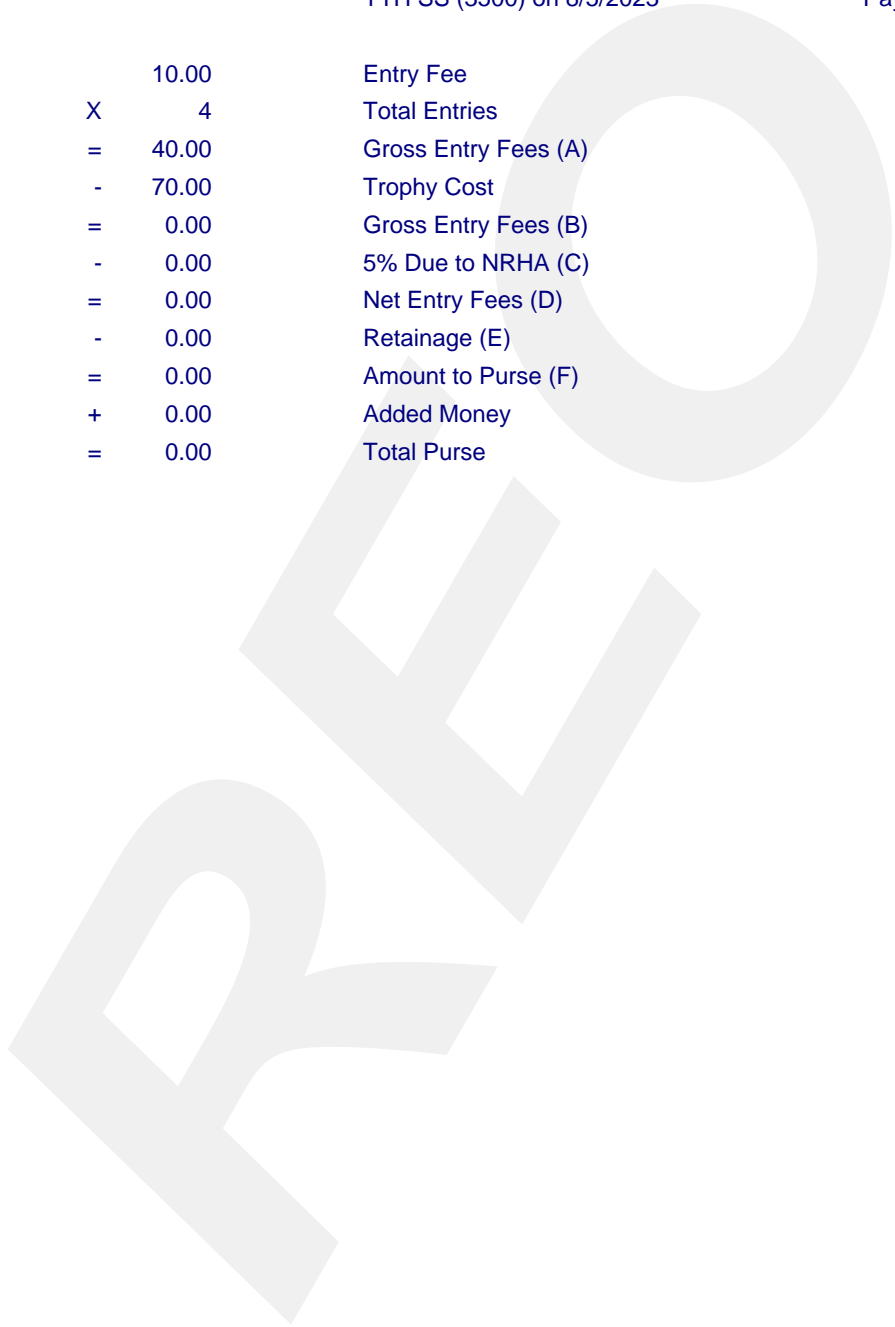 10.00 Entry Fee
X 4 Total Entries
= 40.00 Gross Entry Fees (A)
- 70.00 Trophy Cost
= 0.00 Gross Entry Fees (B)
- 0.00 5% Due to NRHA (C)
= 0.00 Net Entry Fees (D)
- 0.00 Retainage (E)
= 0.00 Amount to Purse (F)
+ 0.00 Added Money
= 0.00 Total Purse
REO